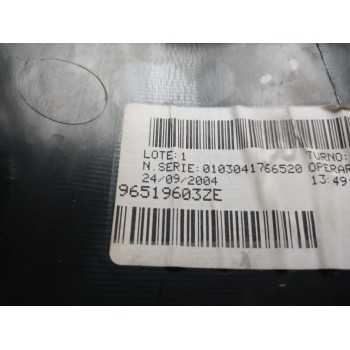 LOTE:1 TURNO:
N.SERIE:0103041766520 OPERAR
24/09/2004 13:49
96519603ZE